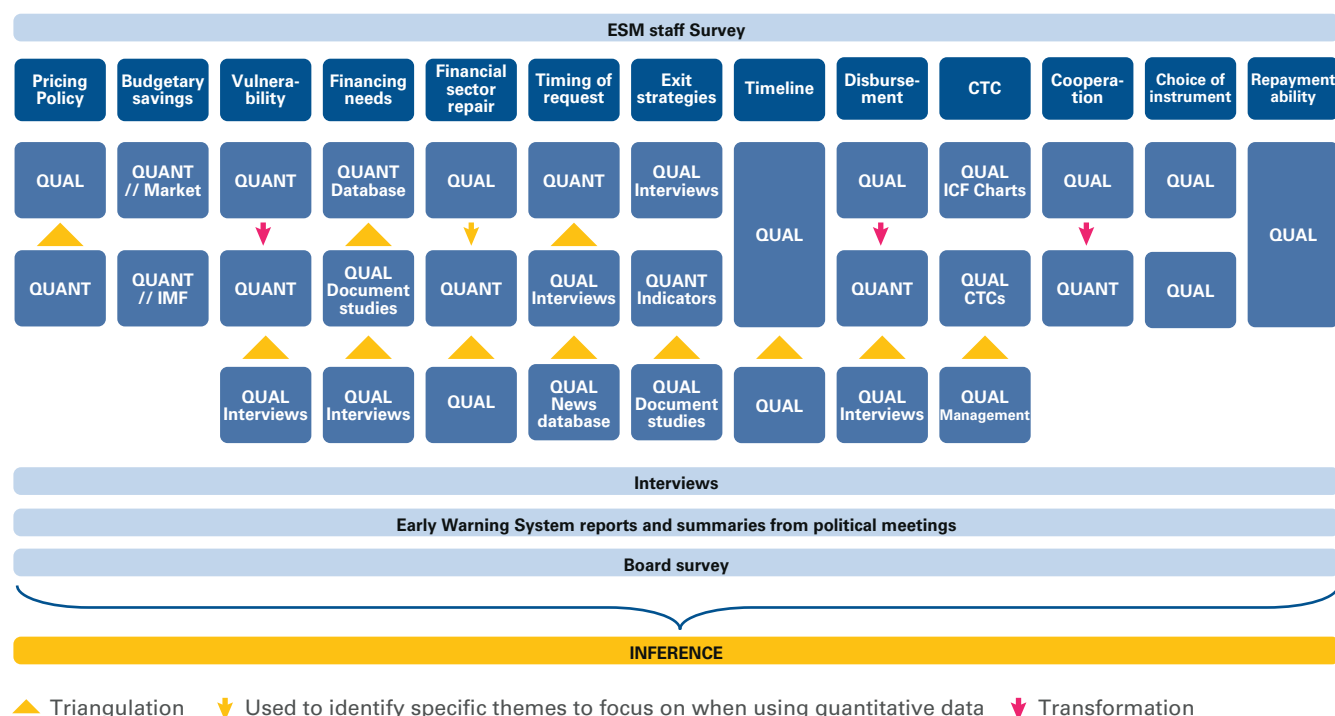 ESM staff Survey
Pricing
Policy
Budgetary
savings
Vulnera-
bility
Financing
needs
Financial
sector
repair
Timing of
request
Exit
strategies
Timeline
Disburse-
ment
CTC
Coopera-
tion
Choice of
instrument
Repayment
ability
QUAL
QUANT
// Market
QUANT
QUANT
Database
QUAL
QUANT
QUAL
Interviews
QUAL
QUAL
QUAL
ICF Charts
QUAL
QUAL
QUAL
QUANT
QUANT
// IMF
QUANT
QUAL
Document
studies
QUANT
QUAL
Interviews
QUANT
Indicators
QUANT
QUAL
CTCs
QUANT
QUAL
QUAL
Interviews
QUAL
Interviews
QUAL
QUAL
News
database
QUAL
Document
studies
QUAL
QUAL
Interviews
QUAL
Management
Interviews
Early Warning System reports and summaries from political meetings
Board survey
INFERENCE
Triangulation
Used to identify specific themes to focus on when using quantitative data
Transformation